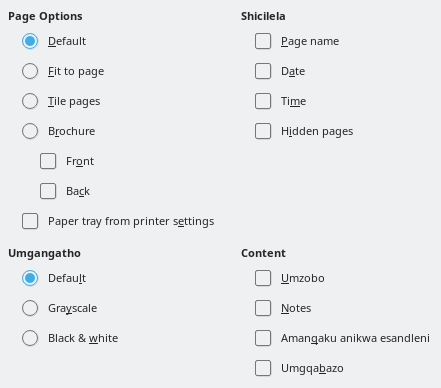 Page Options
Default
Fit to page
Tile pages
Brochure
Front
Back
Paper tray from printer settings
Shicilela
Page name
Date
Time
Hidden pages
Umgangatho
Default
Grayscale
Black & white
Content
Umzobo
Notes
Amangaku anikwa esandleni
Umgqabazo